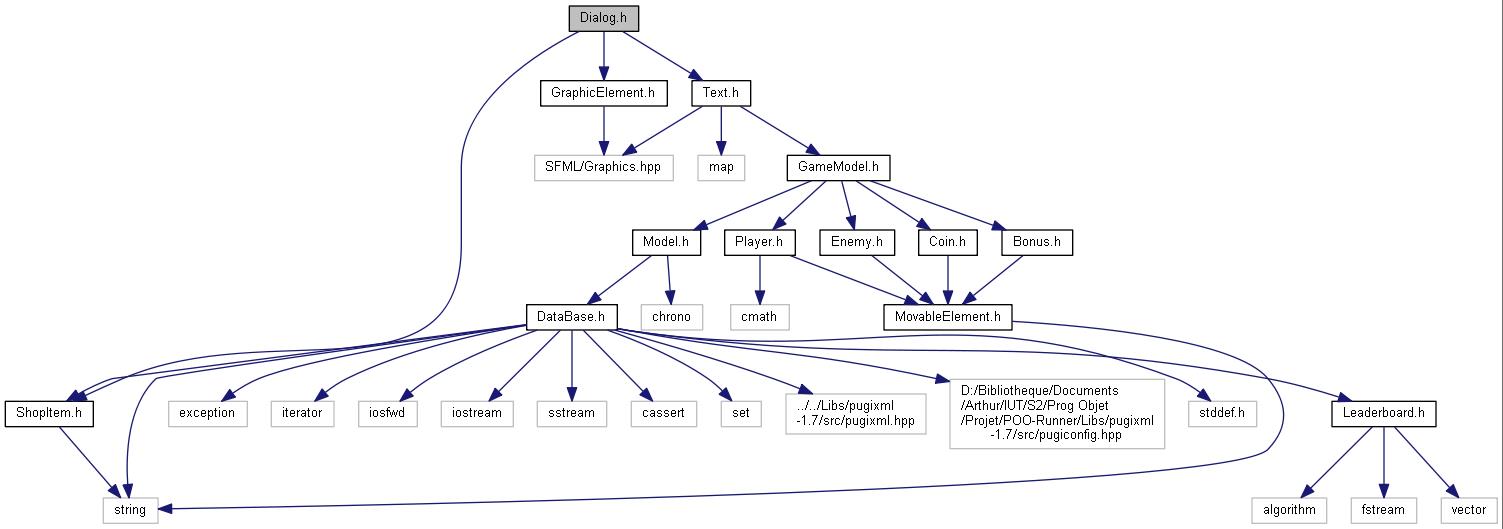 Dialog.h
GraphicElement.h
Text.h
SFML/Graphics.hpp
map
GameModel.h
Model.h
Player.h
Enemy.h
Coin.h
Bonus.h
DataBase.h
chrono
cmath
MovableElement.h
ShopItem.h
exception
iterator
iosfwd
iostream
sstream
cassert
set
../../Libs/pugixml
-1.7/src/pugixml.hpp
D:/Bibliotheque/Documents
/Arthur/IUT/S2/Prog Objet
/Projet/POO-Runner/Libs/pugixml
-1.7/src/pugiconfig.hpp
stddef.h
Leaderboard.h
string
algorithm
fstream
vector